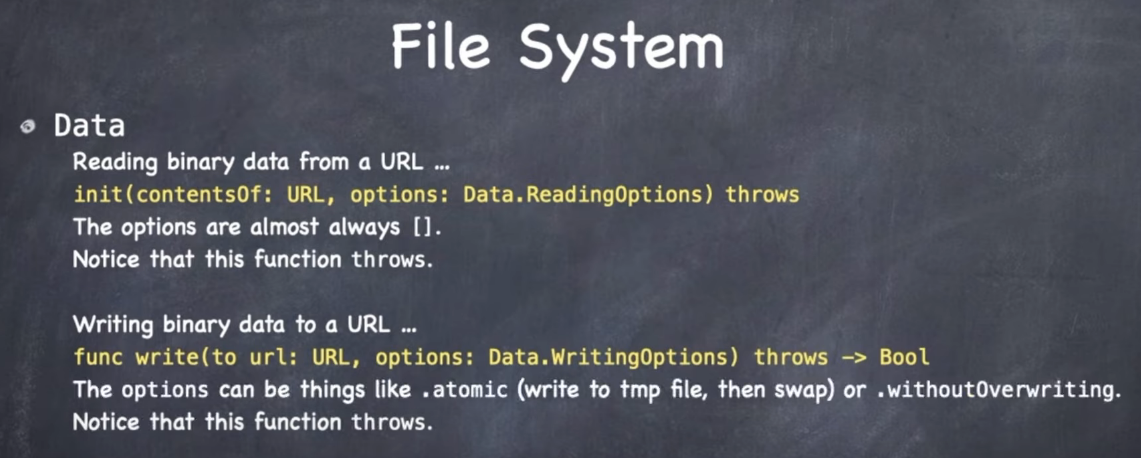 File System
Data
Reading binary data from a URL …
init(contentsOf: URL, options: Data.ReadingOptions) throws
The options are almost always [].
Notice that this function throws.
Writing binary data to a URL …
func write(to url: URL, options: Data.WritingOptions) throws -> Bool
The options can be things like .atomic (write to tmp file, then swap) or .withoutOverwriting.
Notice that this function throws.